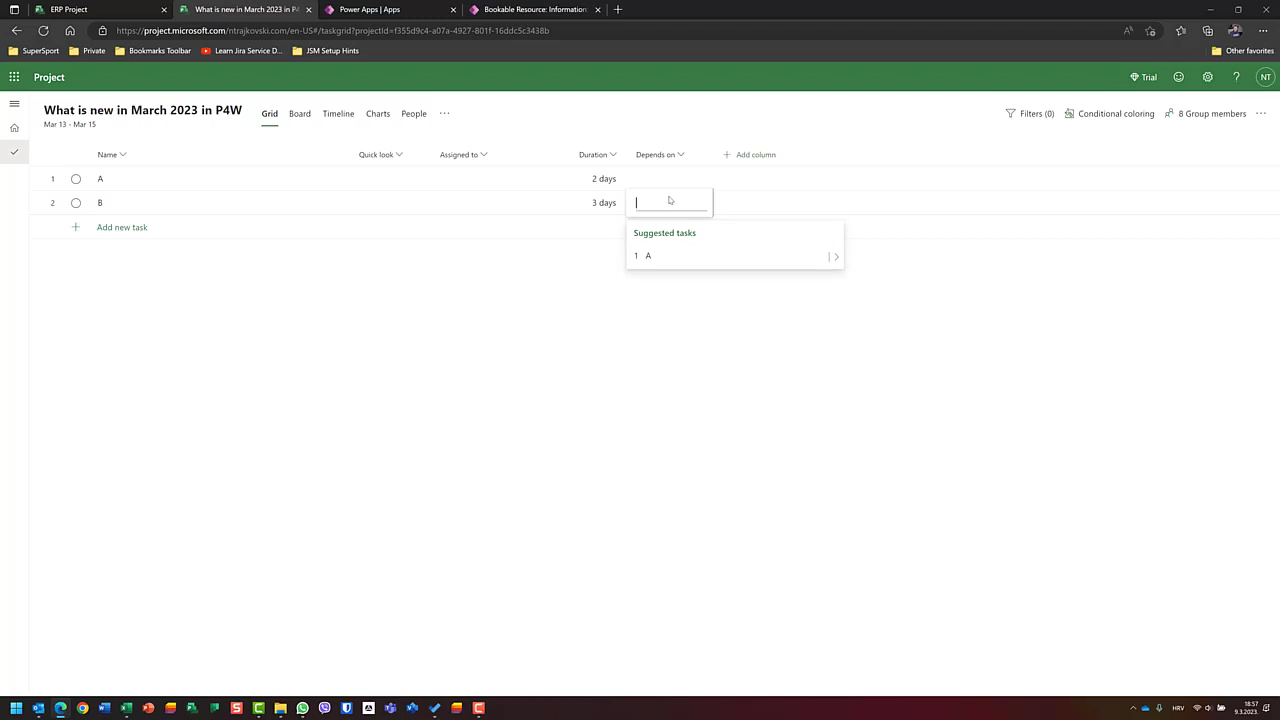 ERP Project
What is new in March 2023 in P4W
Power Apps | Apps
Bookable Resource: Information
https://project.microsoft.com/ntrajkovski.com/en-US#/taskgrid?projectId=f355d9c4-a07a-4927-801f-16ddc5c3438b
SuperSport
Private
Bookmarks Toolbar
Learn Jira Service D...
JSM Setup Hints
Other favorites
Project
Trial
NT
What is new in March 2023 in P4W
Mar 13 - Mar 15
Grid
Board
Timeline
Charts
People
Filters (0)
Conditional coloring
8 Group members
Name
Quick look
Assigned to
Duration
Depends on
Add column
1 A 2 days
2 B 3 days
Add new task
Suggested tasks
1 A
HRV
18.57
9.3.2023.